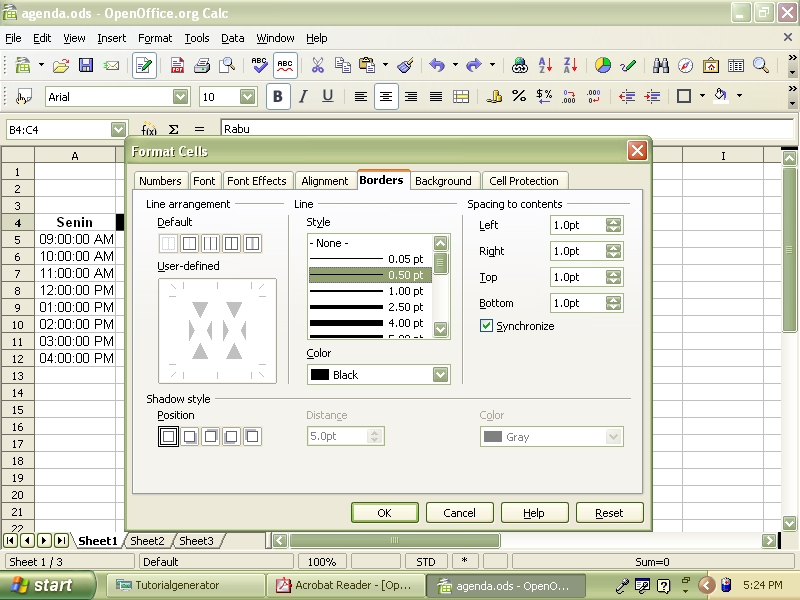 agenda.ods - OpenOffice.org Calc
File Edit View Insert Format Tools Data Window Help
ABC ABC
Arial 10 B I U
B4:C4 f(x) Σ = Rabu
A I
Format Cells
Numbers Font Font Effects Alignment Borders Background Cell Protection
Line arrangement
Default
User-defined
Line
Style
- None -
0.05 pt
0.50 pt
1.00 pt
2.50 pt
4.00 pt
5.00 pt
Color
Black
Spacing to contents
Left 1.0pt
Right 1.0pt
Top 1.0pt
Bottom 1.0pt
Synchronize
Shadow style
Position
Distance
5.0pt
Color
Gray
OK Cancel Help Reset
1
2
3
4 Senin
5 09:00:00 AM
6 10:00:00 AM
7 11:00:00 AM
8 12:00:00 PM
9 01:00:00 PM
10 02:00:00 PM
11 03:00:00 PM
12 04:00:00 PM
13
14
15
16
17
18
19
20
21
22
Sheet1 Sheet2 Sheet3
Sheet 1 / 3 Default 100% STD * Sum=0
start Tutorialgenerator Acrobat Reader - [Op... agenda.ods - OpenO... 5:24 PM